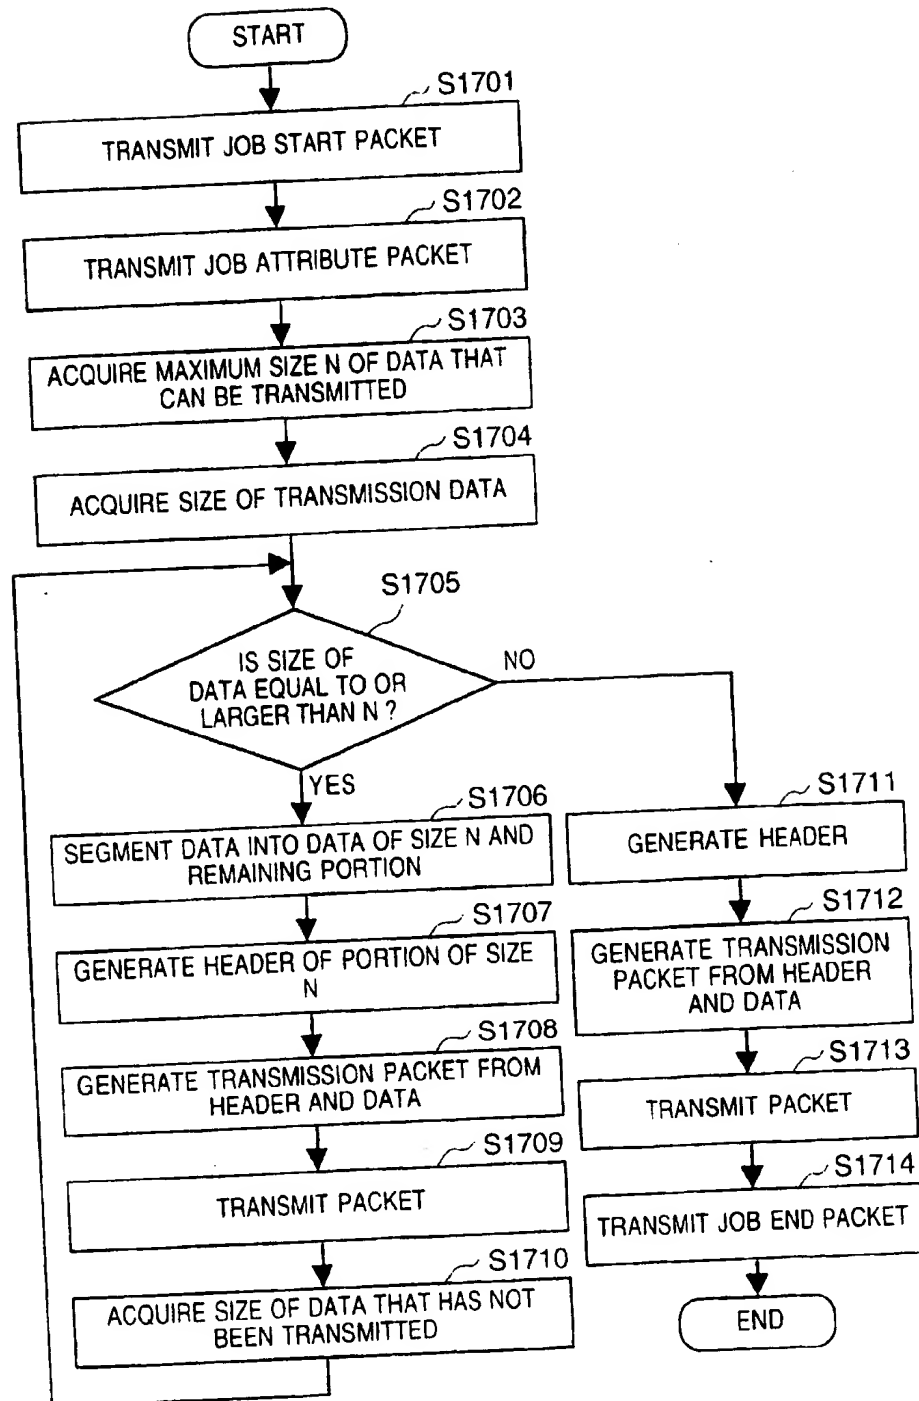 START
S1701
TRANSMIT JOB START PACKET
S1702
TRANSMIT JOB ATTRIBUTE PACKET
S1703
ACQUIRE MAXIMUM SIZE N OF DATA THAT
CAN BE TRANSMITTED
S1704
ACQUIRE SIZE OF TRANSMISSION DATA
S1705
IS SIZE OF
DATA EQUAL TO OR
LARGER THAN N ?
NO
YES
S1706
SEGMENT DATA INTO DATA OF SIZE N AND
REMAINING PORTION
S1707
GENERATE HEADER OF PORTION OF SIZE
N
S1708
GENERATE TRANSMISSION PACKET FROM
HEADER AND DATA
S1709
TRANSMIT PACKET
S1710
ACQUIRE SIZE OF DATA THAT HAS NOT
BEEN TRANSMITTED
S1711
GENERATE HEADER
S1712
GENERATE TRANSMISSION
PACKET FROM HEADER
AND DATA
S1713
TRANSMIT PACKET
S1714
TRANSMIT JOB END PACKET
END